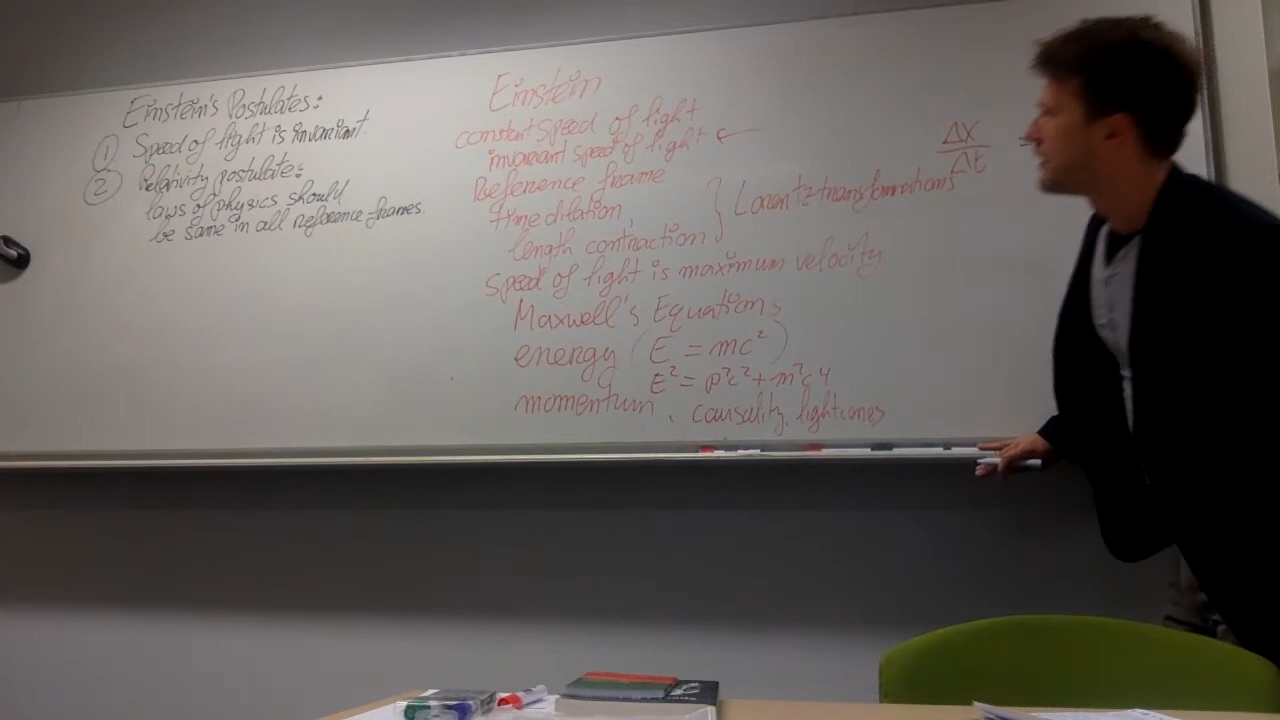 Einstein's Postulates:
① Speed of light is invariant
② Relativity postulate:
laws of physics should
be same in all reference frames.
Einstein
constant speed of light
invariant speed of light ←
Reference frame
time dilation,
length contraction } Lorentz transformations
speed of light is maximum velocity
Maxwell's Equations
energy (E = mc²)
E² = p²c² + m²c⁴
momentum, causality, lightcones
Δx
Δt
=